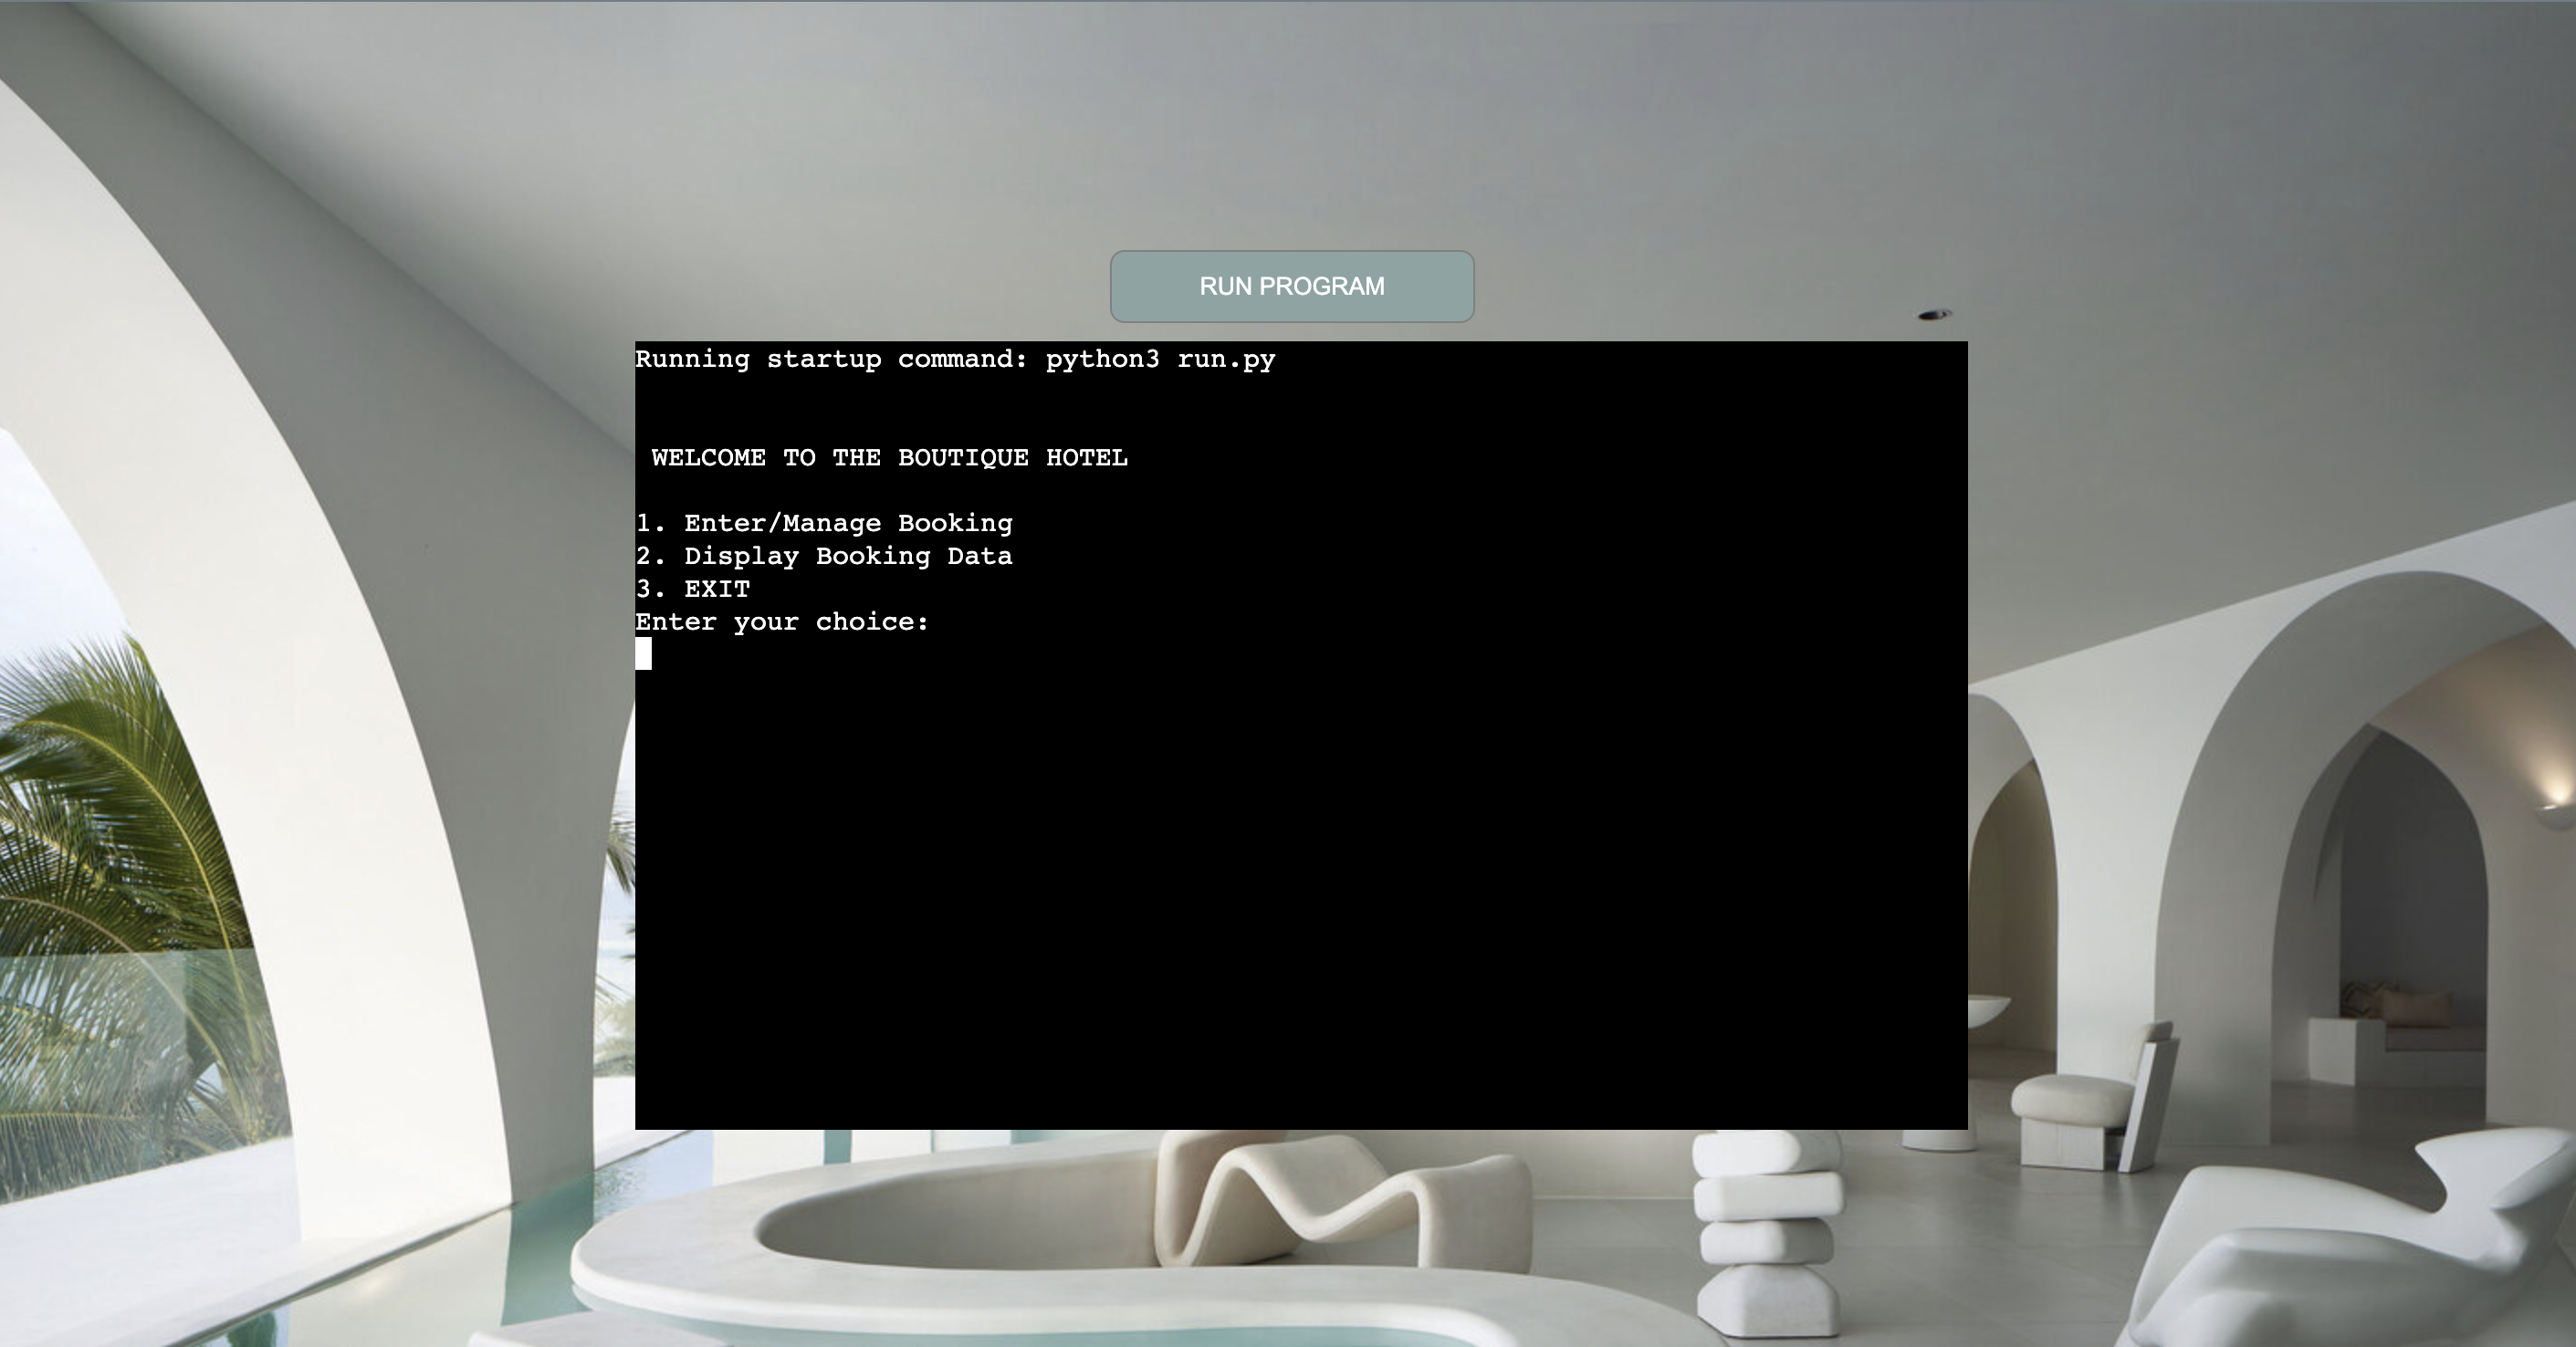 RUN PROGRAM
Running startup command: python3 run.py
WELCOME TO THE BOUTIQUE HOTEL
1. Enter/Manage Booking
2. Display Booking Data
3. EXIT
Enter your choice: